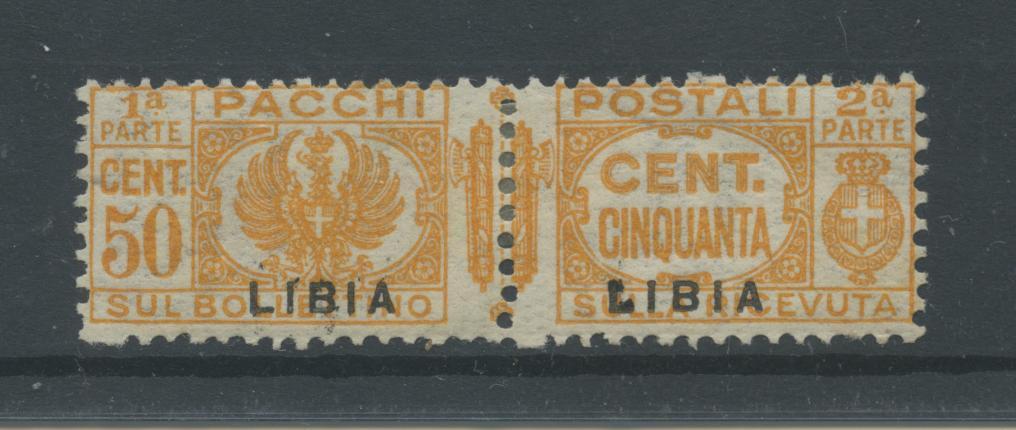 1ª PARTE PACCHI POSTALI 2ª PARTE
CENT. 50 CENT. CINQUANTA
SUL BOLLETTINO SULLA RICEVUTA
LIBIA LIBIA